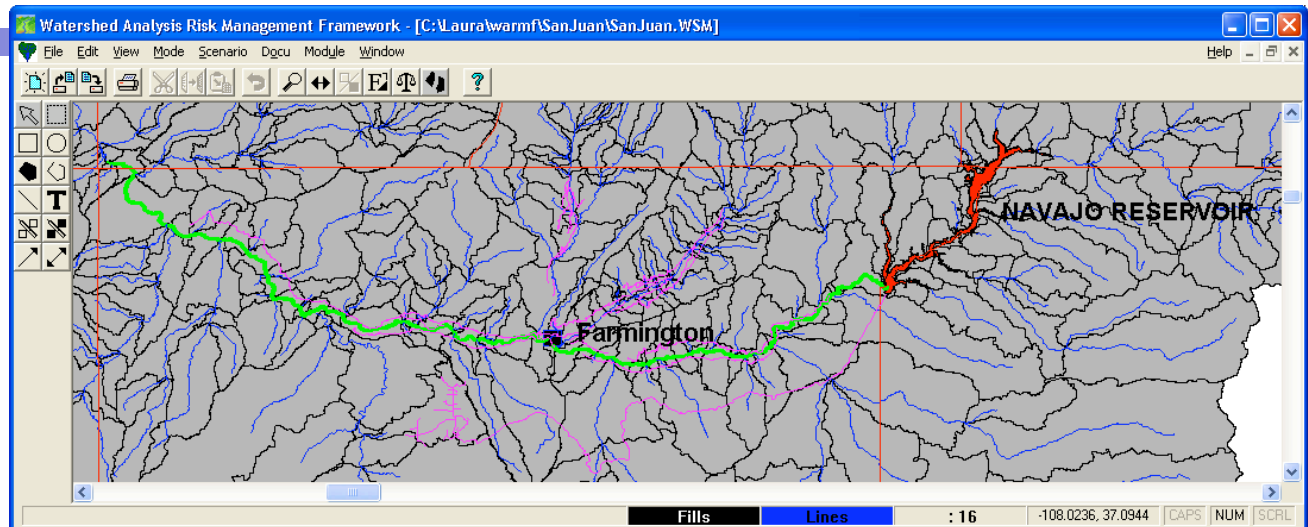 Watershed Analysis Risk Management Framework - [C:\Laura\warmf\SanJuan\SanJuan.WSM]
File Edit View Mode Scenario Docu Module Window Help
F
?
T
NAVAJO RESERVOIR
Farmington
Fills Lines : 16 -108.0236, 37.0944 CAPS NUM SCRL